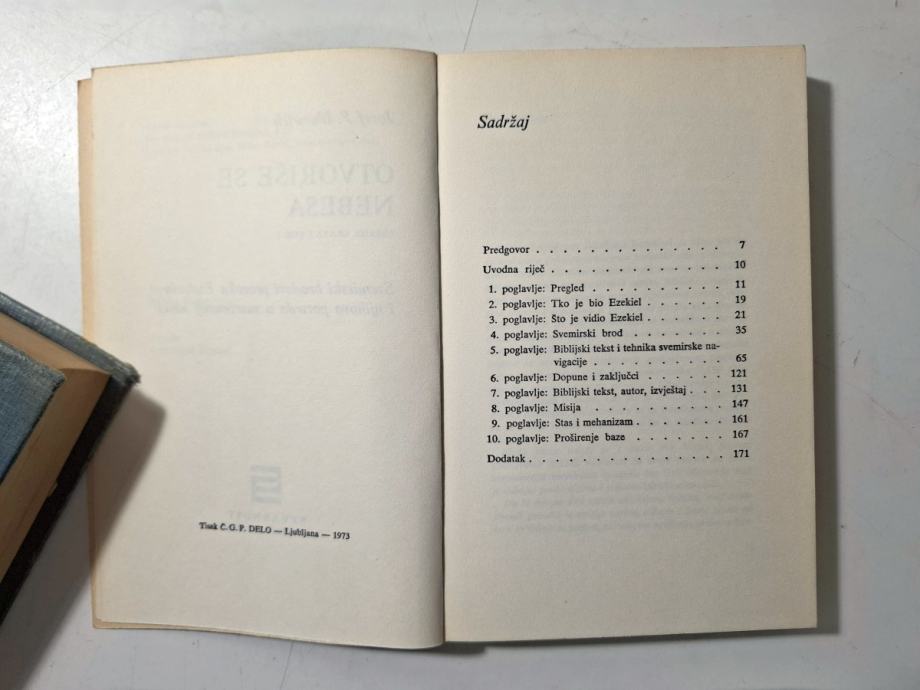 Tisak Č. G. P. DELO — Ljubljana — 1973
Sadržaj
Predgovor . . . . . . . . . . . . . . 7
Uvodna riječ . . . . . . . . . . . . . 10
1. poglavlje: Pregled . . . . . . . . . . . 11
2. poglavlje: Tko je bio Ezekiel . . . . . . . 19
3. poglavlje: Što je vidio Ezekiel . . . . . . . 21
4. poglavlje: Svemirski brod . . . . . . . . 35
5. poglavlje: Biblijski tekst i tehnika svemirske na-
vigacije . . . . . . . . . . . 65
6. poglavlje: Dopune i zaključci . . . . . . . 121
7. poglavlje: Biblijski tekst, autor, izvještaj . . . . 131
8. poglavlje: Misija . . . . . . . . . . . 147
9. poglavlje: Stas i mehanizam . . . . . . . . 161
10. poglavlje: Proširenje baze . . . . . . . . 167
Dodatak . . . . . . . . . . . . . . 171